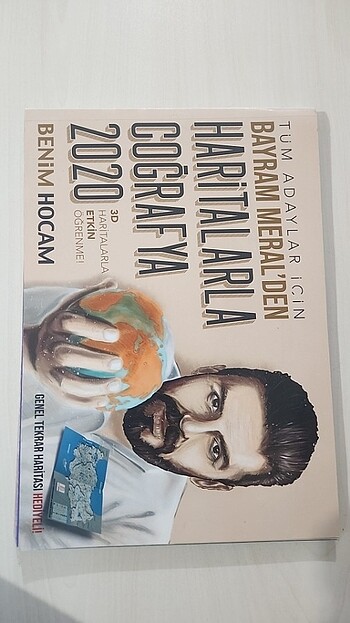 TÜM ADAYLAR İÇİN
BAYRAM MERAL'DEN
HARİTALARLA
COĞRAFYA
2020
3D
HARİTALARLA
ETKİN
ÖĞRENME!
BENİM HOCAM
GENEL TEKRAR HARİTASI HEDİYELİ!